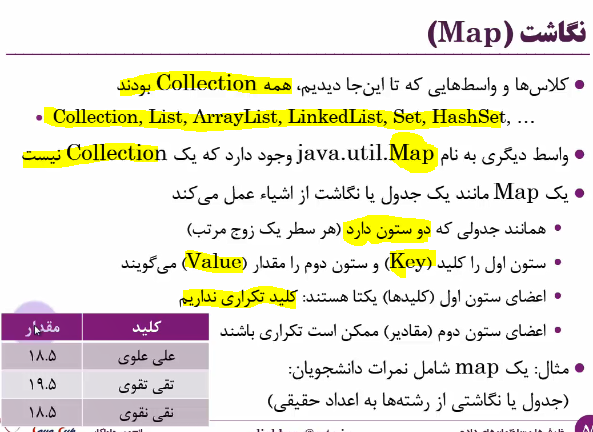 نگاشت (Map)
کلاس‌ها و واسط‌هایی که تا این‌جا دیدیم، همه Collection بودند
Collection, List, ArrayList, LinkedList, Set, HashSet, ...
واسط دیگری به نام java.util.Map وجود دارد که یک Collection نیست
یک Map مانند یک جدول یا نگاشت از اشیاء عمل می‌کند
همانند جدولی که دو ستون دارد (هر سطر یک زوج مرتب)
ستون اول را کلید (Key) و ستون دوم را مقدار (Value) می‌گویند
اعضای ستون اول (کلیدها) یکتا هستند: کلید تکراری نداریم
اعضای ستون دوم (مقادیر) ممکن است تکراری باشند
مثال: یک map شامل نمرات دانشجویان:
(جدول یا نگاشتی از رشته‌ها به اعداد حقیقی)
کلید مقدار
علی علوی ۱۸.۵
تقی تقوی ۱۹.۵
نقی نقوی ۱۸.۵